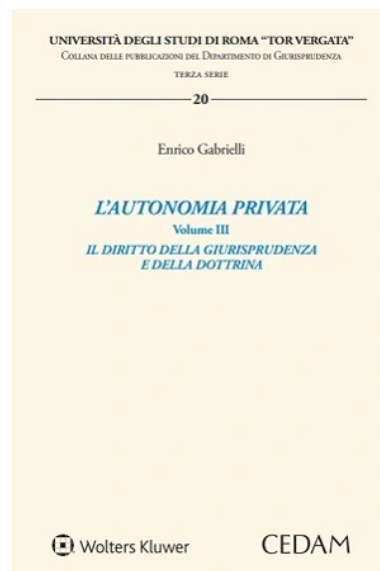 UNIVERSITÀ DEGLI STUDI DI ROMA “TOR VERGATA”
COLLANA DELLE PUBBLICAZIONI DEL DIPARTIMENTO DI GIURISPRUDENZA
TERZA SERIE
20
Enrico Gabrielli
L’AUTONOMIA PRIVATA
Volume III
IL DIRITTO DELLA GIURISPRUDENZA
E DELLA DOTTRINA
Wolters Kluwer CEDAM